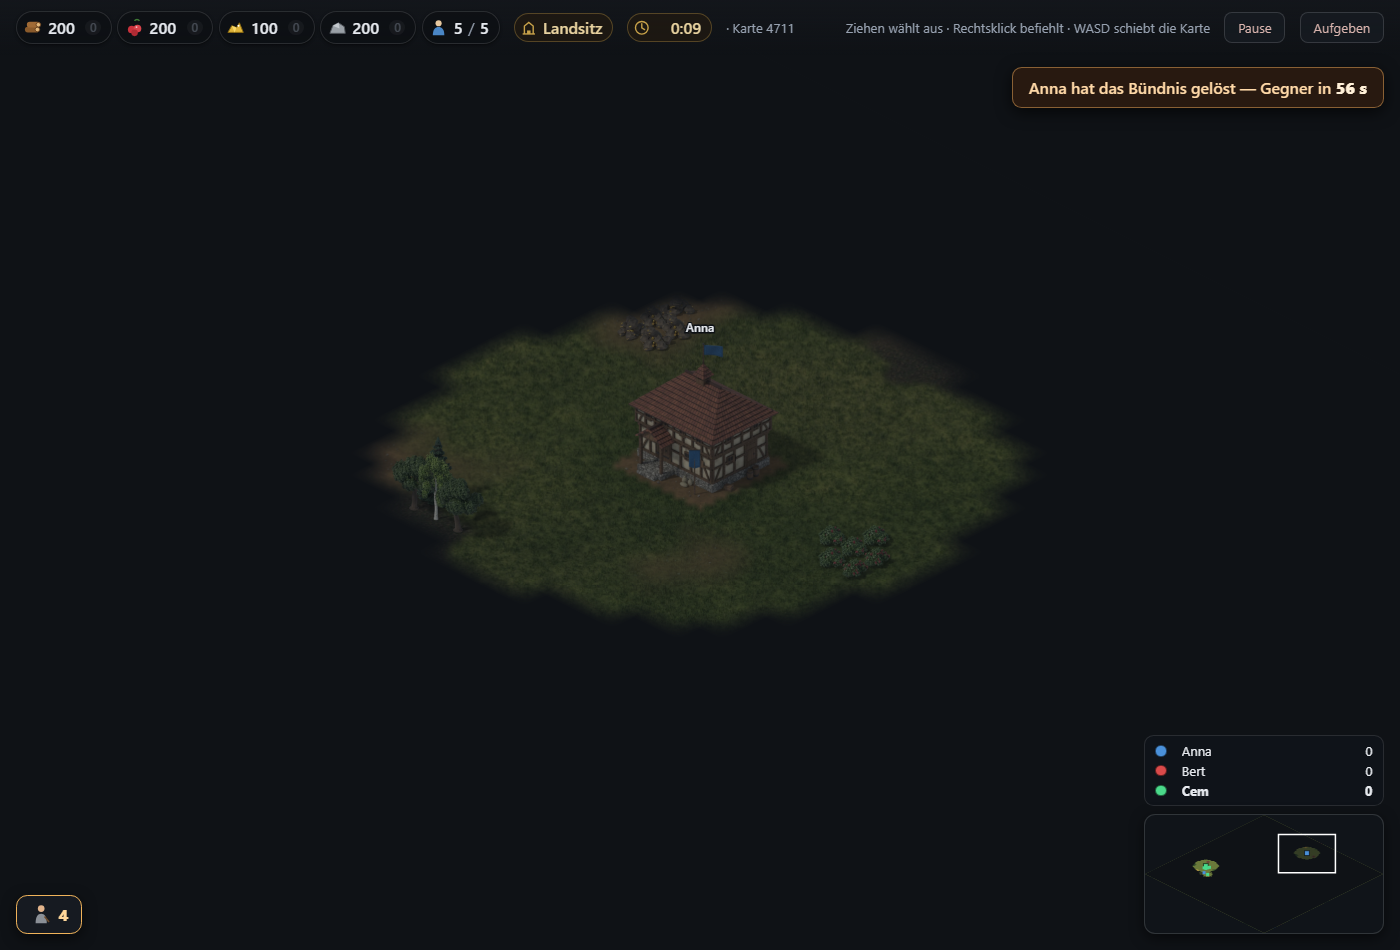 200 0 200 0 100 0 200 0 5 / 5 Landsitz 0:09 · Karte 4711 Ziehen wählt aus · Rechtsklick befiehlt · WASD schiebt die Karte Pause Aufgeben
Anna hat das Bündnis gelöst — Gegner in 56 s
Anna
Anna 0
Bert 0
Cem 0
4